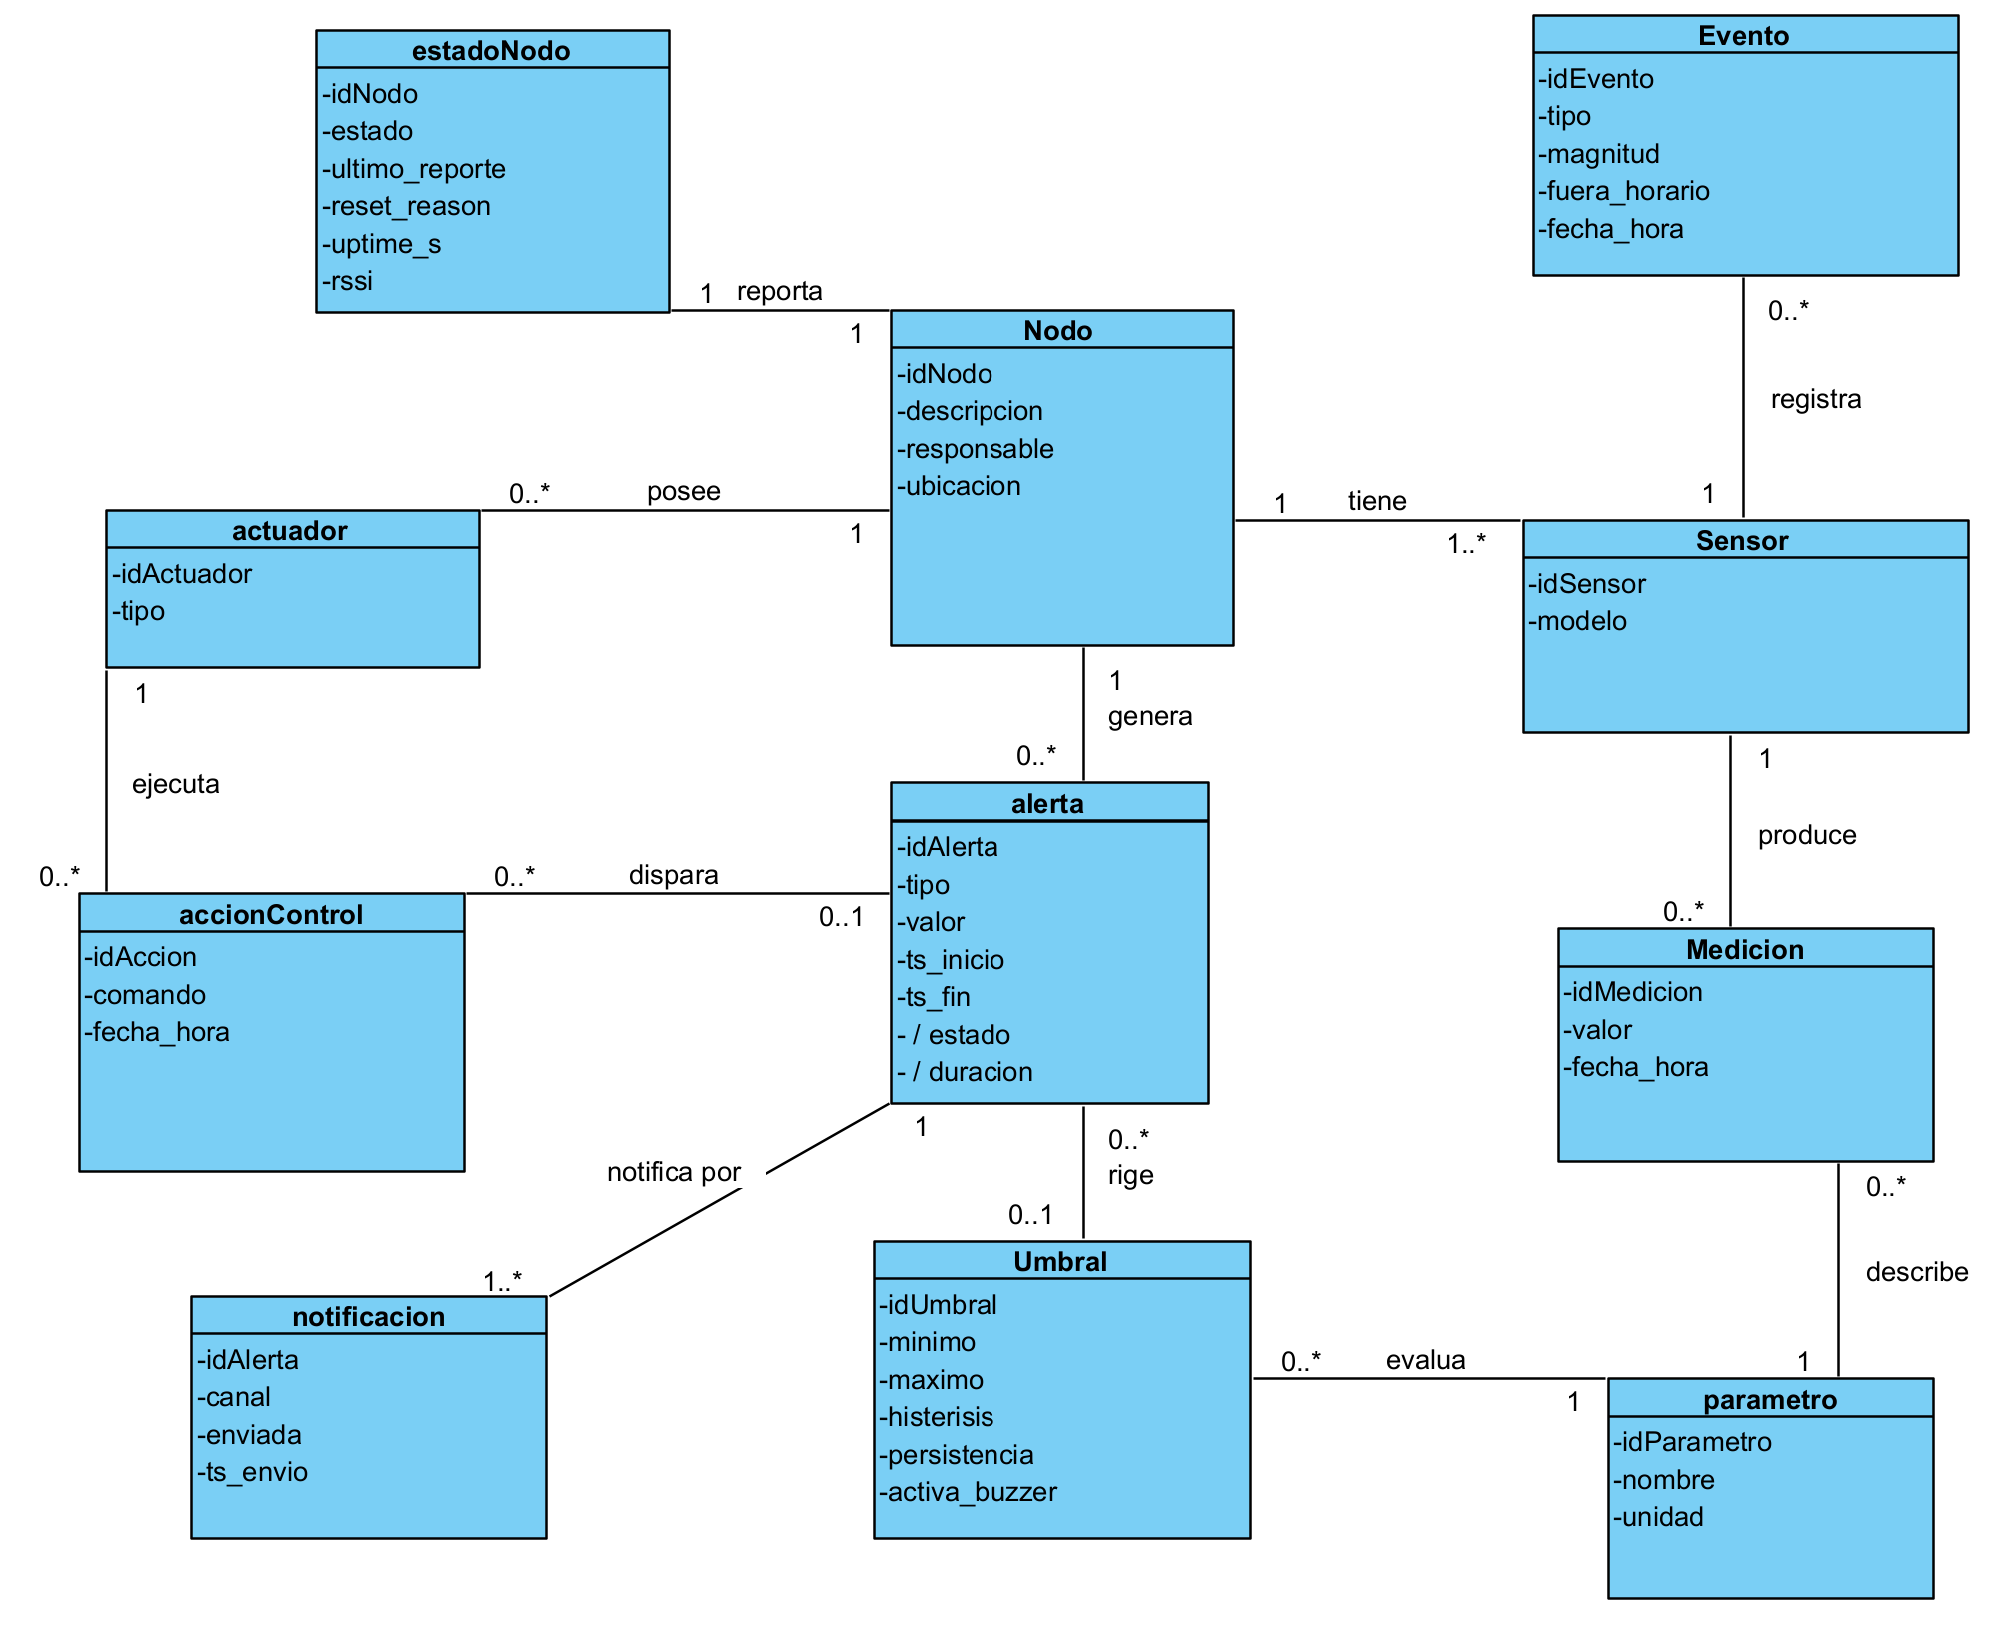 estadoNodo
-idNodo
-estado
-ultimo_reporte
-reset_reason
-uptime_s
-rssi
Evento
-idEvento
-tipo
-magnitud
-fuera_horario
-fecha_hora
1 reporta
1
0..*
registra
1
Nodo
-idNodo
-descripcion
-responsable
-ubicacion
0..* posee
1
1 tiene
1..*
actuador
-idActuador
-tipo
Sensor
-idSensor
-modelo
1
ejecuta
0..*
1
genera
0..*
1
produce
0..*
alerta
-idAlerta
-tipo
-valor
-ts_inicio
-ts_fin
- / estado
- / duracion
0..* dispara
0..1
accionControl
-idAccion
-comando
-fecha_hora
Medicion
-idMedicion
-valor
-fecha_hora
1
notifica por
1..*
0..*
rige
0..1
0..*
describe
1
notificacion
-idAlerta
-canal
-enviada
-ts_envio
Umbral
-idUmbral
-minimo
-maximo
-histerisis
-persistencia
-activa_buzzer
0..* evalua
1
parametro
-idParametro
-nombre
-unidad